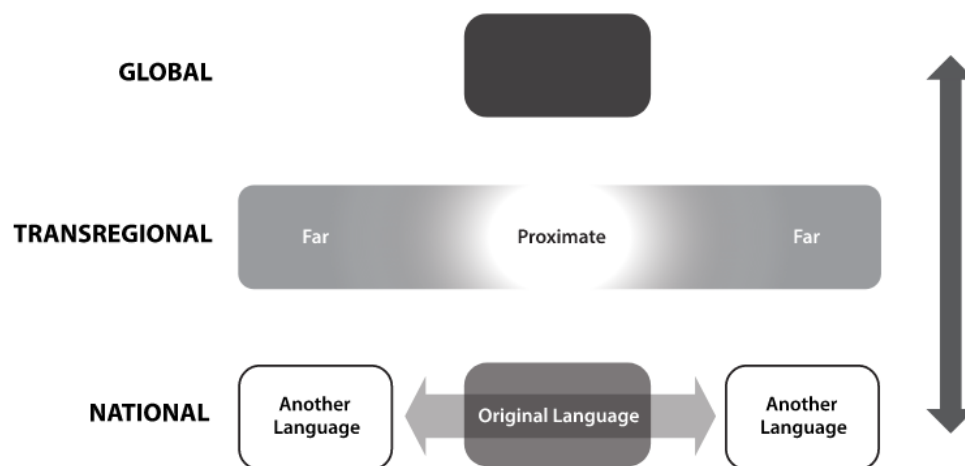 GLOBAL
TRANSREGIONAL
Far
Proximate
Far
NATIONAL
Another
Language
Original Language
Another
Language